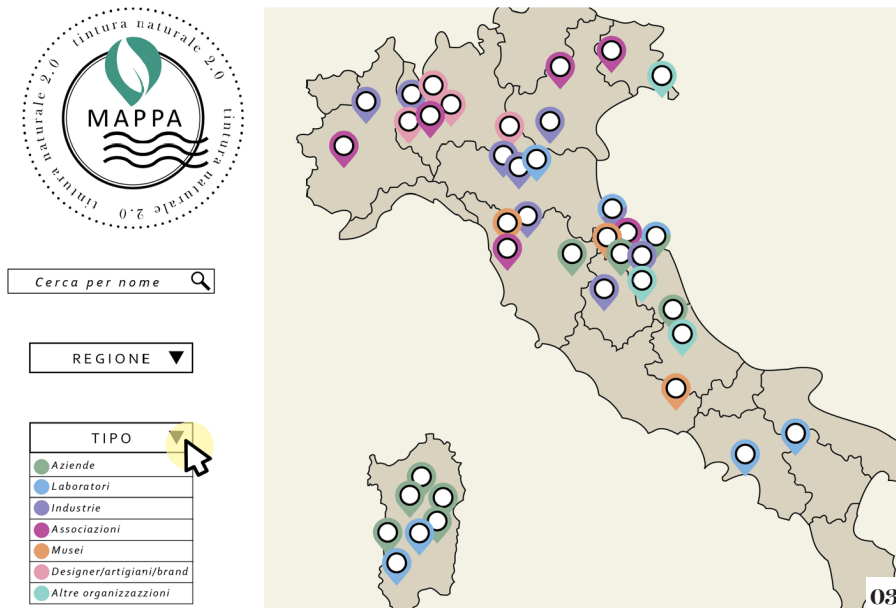 tintura naturale 2.0
tintura naturale 2.0
tintura naturale 2.0
MAPPA
Cerca per nome
REGIONE
TIPO
Aziende
Laboratori
Industrie
Associazioni
Musei
Designer/artigiani/brand
Altre organizzazzioni
03